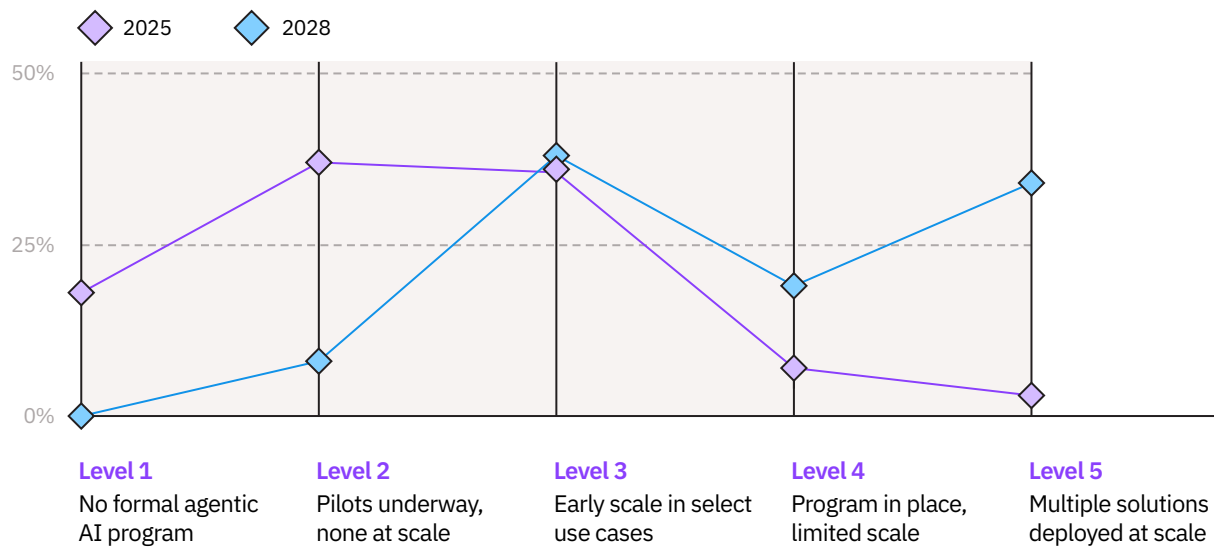 2025
2028
50%
25%
0%
Level 1
No formal agentic
AI program
Level 2
Pilots underway,
none at scale
Level 3
Early scale in select
use cases
Level 4
Program in place,
limited scale
Level 5
Multiple solutions
deployed at scale